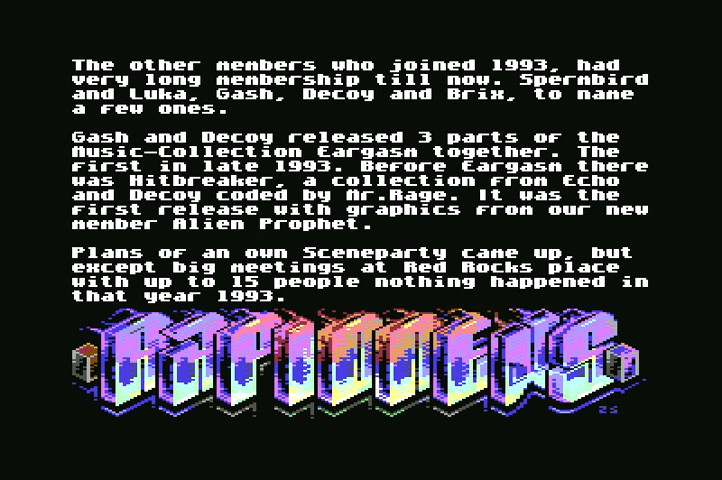 The other members who joined 1993, had
very long membership till now. Spermbird
and Luka, Gash, Decoy and Brix, to name
a few ones.
Gash and Decoy released 3 parts of the
Music-Collection Eargasm together. The
first in late 1993. Before Eargasm there
was Hitbreaker, a collection from Echo
and Decoy coded by Mr.Rage. It was the
first release with graphics from our new
member Alien Prophet.
Plans of an own Sceneparty came up, but
except big meetings at Red Rocks place
with up to 15 people nothing happened in
that year 1993.